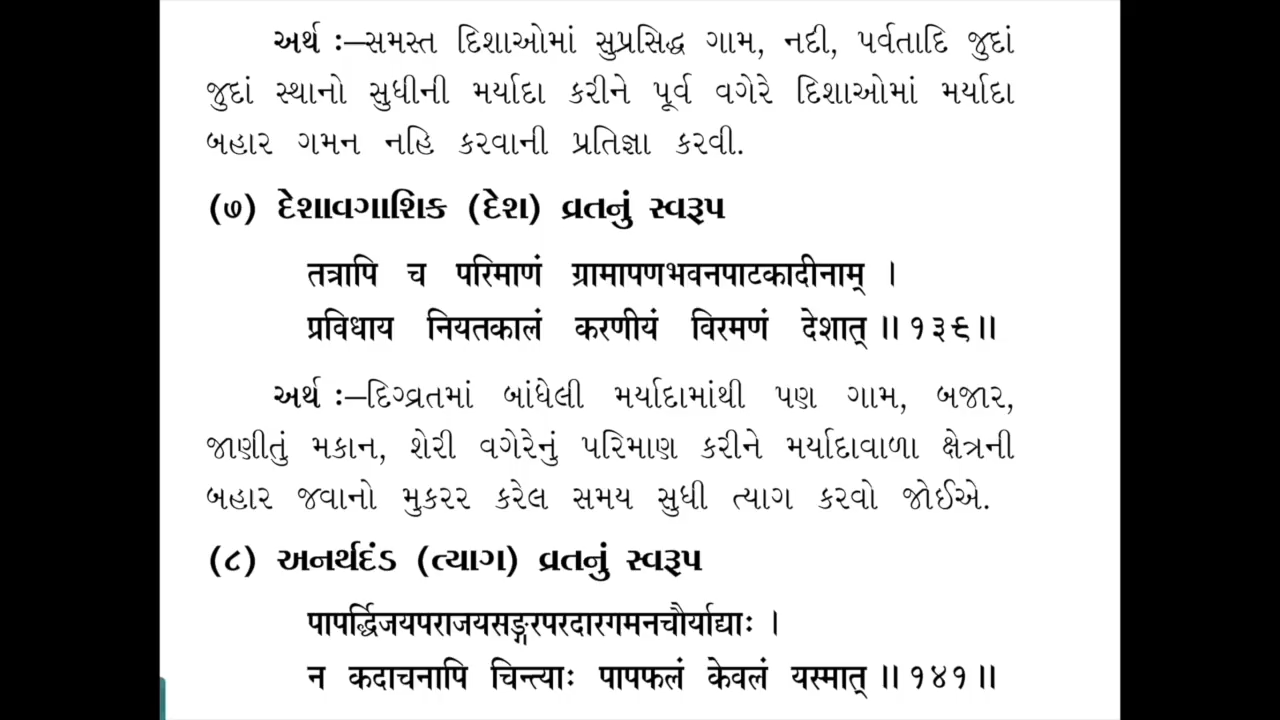 અર્થ :–સમસ્ત દિશાઓમાં સુપ્રસિદ્ધ ગામ, નદી, પર્વતાદિ જુદાં
જુદાં સ્થાનો સુધીની મર્યાદા કરીને પૂર્વ વગેરે દિશાઓમાં મર્યાદા
બહાર ગમન નહિ કરવાની પ્રતિજ્ઞા કરવી.
(૭) દેશાવગાશિક (દેશ) વ્રતનું સ્વરૂપ
तत्रापि च परिमाणं ग्रामापणभवनपाटकादीनाम् ।
प्रविधाय नियतकालं करणीयं विरमणं देशात् ॥ १३९॥
અર્થ :–દિગ્વ્રતમાં બાંધેલી મર્યાદામાંથી પણ ગામ, બજાર,
જાણીતું મકાન, શેરી વગેરેનું પરિમાણ કરીને મર્યાદાવાળા ક્ષેત્રની
બહાર જવાનો મુકરર કરેલ સમય સુધી ત્યાગ કરવો જોઈએ.
(૮) અનર્થદંડ (ત્યાગ) વ્રતનું સ્વરૂપ
पापर्द्धिजयपराजयसङ्गरपरदारगमनचौर्याद्याः ।
न कदाचनापि चिन्त्याः पापफलं केवलं यस्मात् ॥ १४१॥